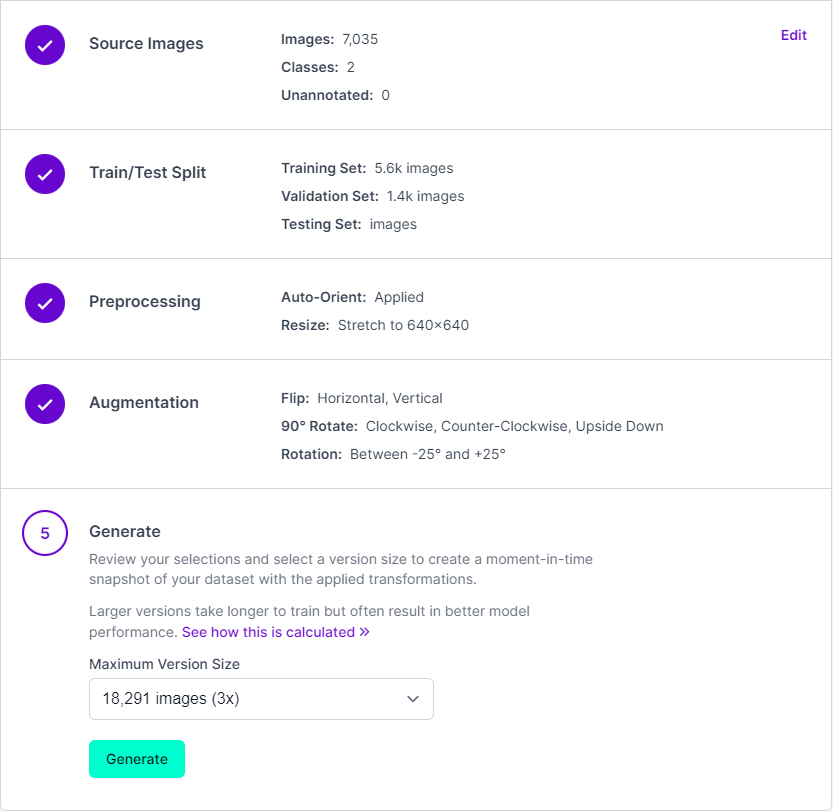 Source Images
Images: 7,035
Edit
Classes: 2
Unannotated: 0
Train/Test Split
Training Set: 5.6k images
Validation Set: 1.4k images
Testing Set: images
Preprocessing
Auto-Orient: Applied
Resize: Stretch to 640×640
Augmentation
Flip: Horizontal, Vertical
90° Rotate: Clockwise, Counter-Clockwise, Upside Down
Rotation: Between -25° and +25°
5
Generate
Review your selections and select a version size to create a moment-in-time
snapshot of your dataset with the applied transformations.
Larger versions take longer to train but often result in better model
performance. See how this is calculated »
Maximum Version Size
18,291 images (3x)
Generate